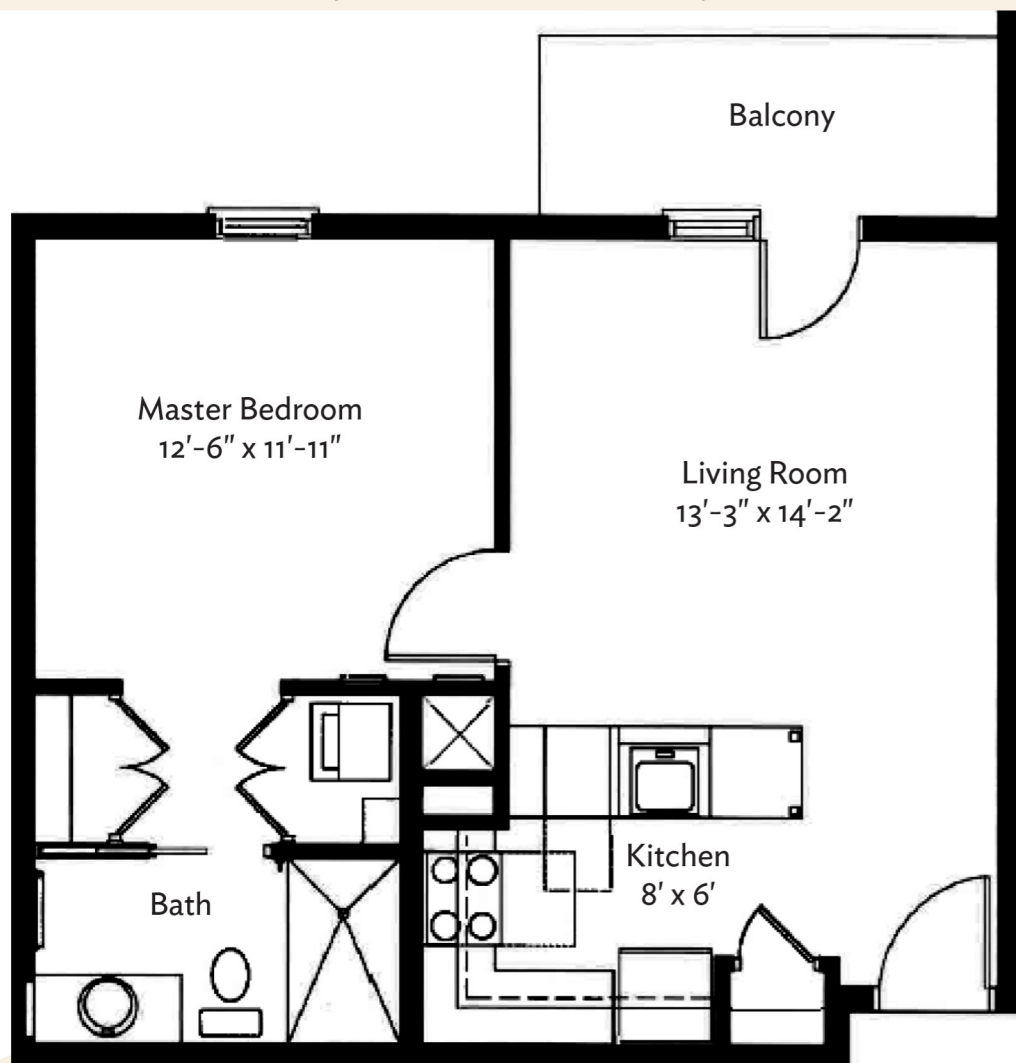 Balcony
Master Bedroom
12'-6" x 11'-11"
Living Room
13'-3" x 14'-2"
Kitchen
8' x 6'
Bath